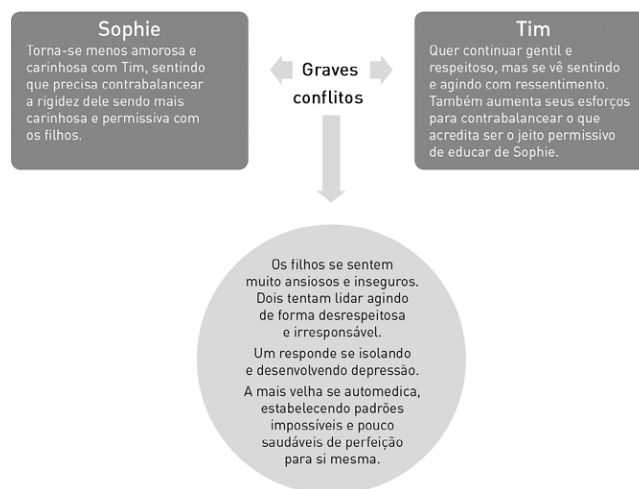 Sophie
Torna-se menos amorosa e
carinhosa com Tim, sentindo
que precisa contrabalancear
a rigidez dele sendo mais
carinhosa e permissiva com
os filhos.
Graves
conflitos
Tim
Quer continuar gentil e
respeitoso, mas se vê sentindo
e agindo com ressentimento.
Também aumenta seus esforços
para contrabalancear o que
acredita ser o jeito permissivo
de educar de Sophie.
Os filhos se sentem
muito ansiosos e inseguros.
Dois tentam lidar agindo
de forma desrespeitosa
e irresponsável.
Um responde se isolando
e desenvolvendo depressão.
A mais velha se automedica,
estabelecendo padrões
impossíveis e pouco
saudáveis de perfeição
para si mesma.